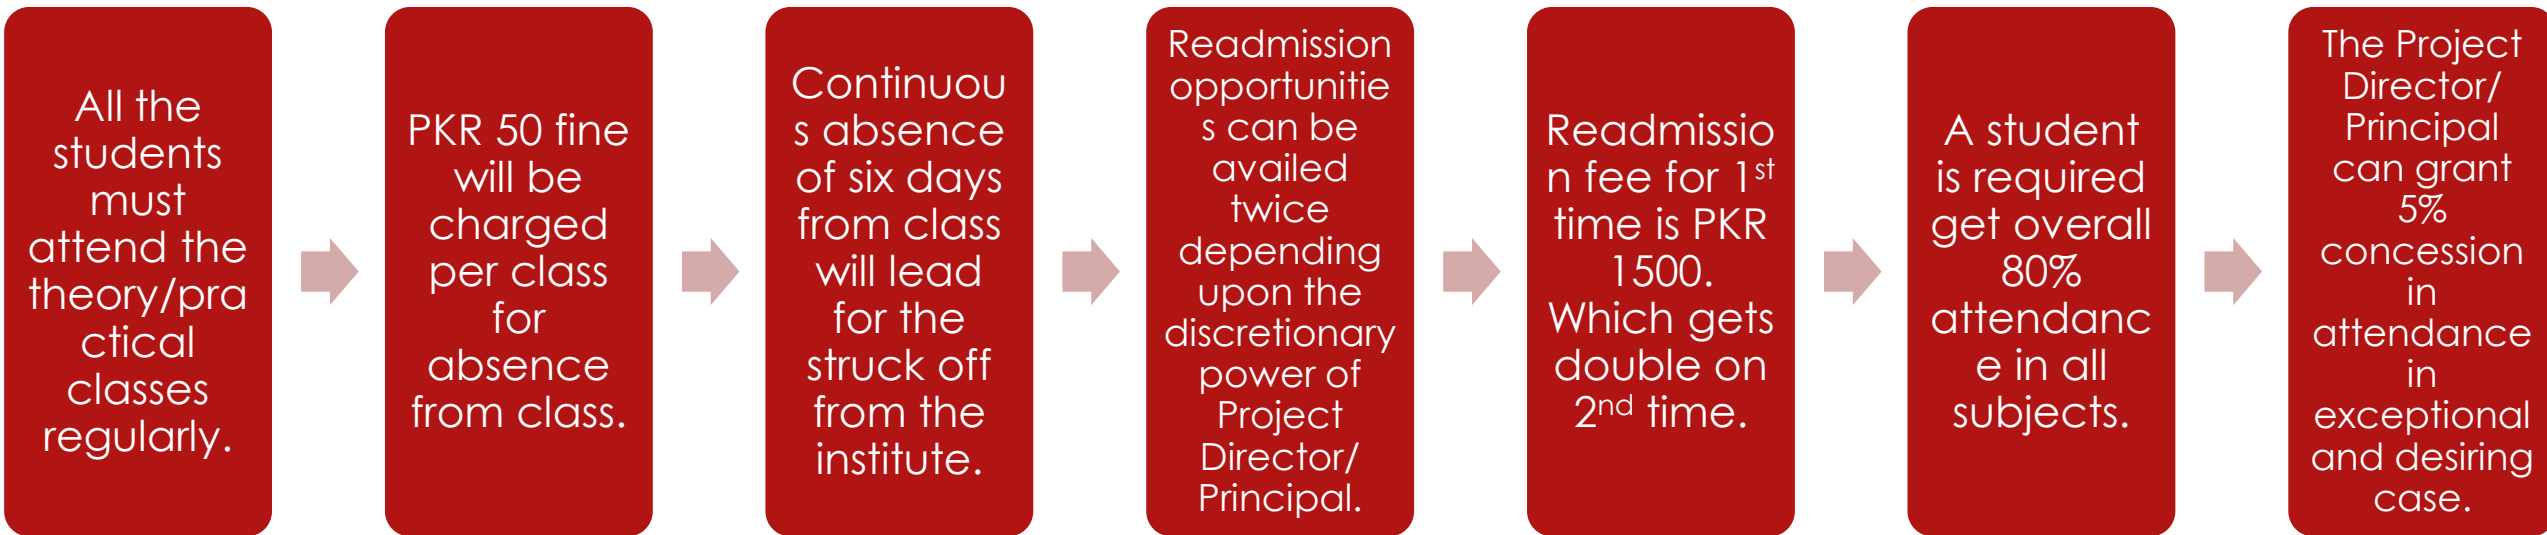 All the
students
must
attend the
theory/pra
ctical
classes
regularly.
PKR 50 fine
will be
charged
per class
for
absence
from class.
Continuou
s absence
of six days
from class
will lead
for the
struck off
from the
institute.
Readmission
opportunitie
s can be
availed
twice
depending
upon the
discretionary
power of
Project
Director/
Principal.
Readmissio
n fee for 1st
time is PKR
1500.
Which gets
double on
2nd time.
A student
is required
get overall
80%
attendanc
e in all
subjects.
The Project
Director/
Principal
can grant
5%
concession
in
attendance
in
exceptional
and desiring
case.